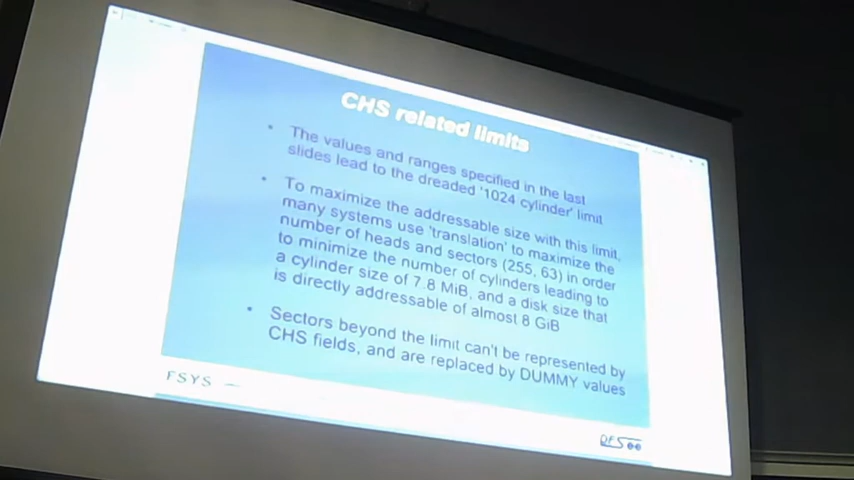 CHS related limits
• The values and ranges specified in the last
slides lead to the dreaded '1024 cylinder' limit
• To maximize the addressable size with this limit,
many systems use 'translation' to maximize the
number of heads and sectors (255, 63) in order
to minimize the number of cylinders leading to
a cylinder size of 7.8 MiB, and a disk size that
is directly addressable of almost 8 GiB
• Sectors beyond the limit can't be represented by
CHS fields, and are replaced by DUMMY values
FSYS —